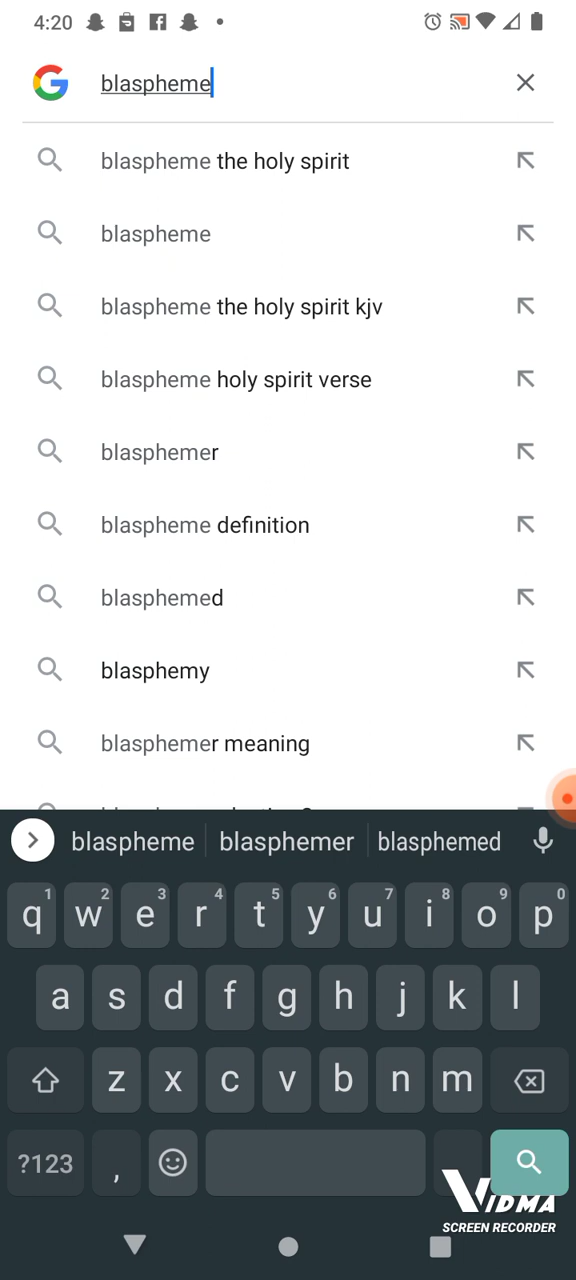 4:20
blaspheme
blaspheme the holy spirit
blaspheme
blaspheme the holy spirit kjv
blaspheme holy spirit verse
blasphemer
blaspheme definition
blasphemed
blasphemy
blasphemer meaning
blaspheme blasphemer blasphemed
1 2 3 4 5 6 7 8 9 0
q w e r t y u i o p
a s d f g h j k l
z x c v b n m
?123 ,
VIDMA
SCREEN RECORDER